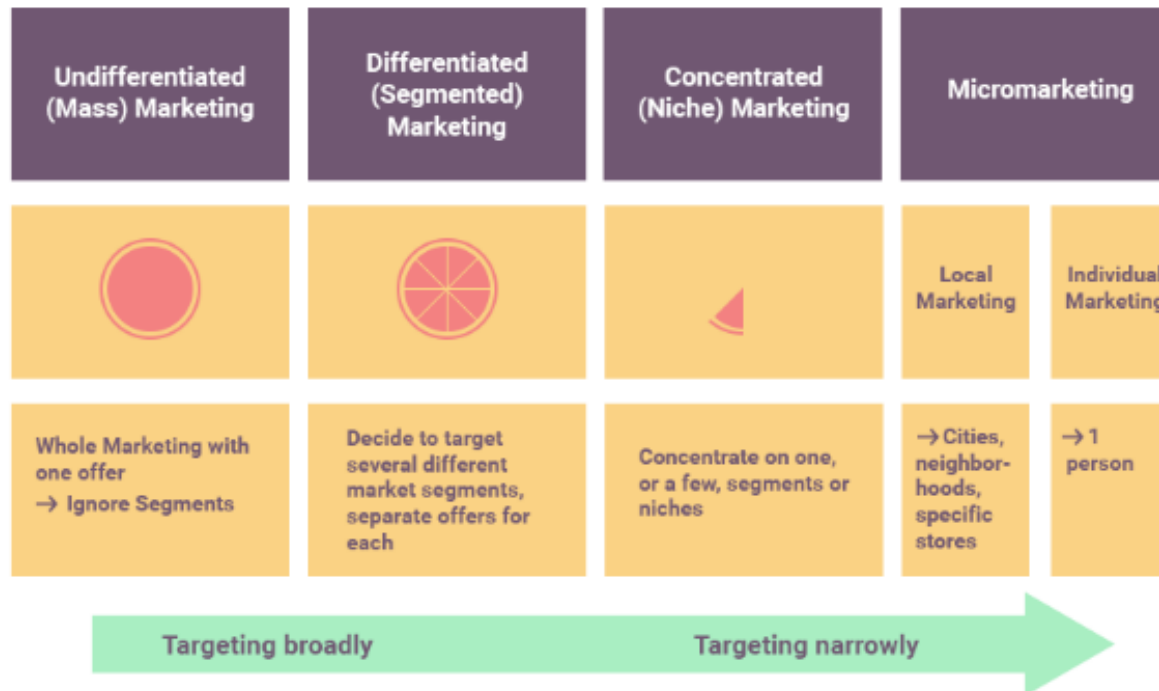 Undifferentiated
(Mass) Marketing
Differentiated
(Segmented)
Marketing
Concentrated
(Niche) Marketing
Micromarketing
Local
Marketing
Individual
Marketing
Whole Marketing with
one offer
→ Ignore Segments
Decide to target
several different
market segments,
separate offers for
each
Concentrate on one,
or a few, segments or
niches
→ Cities,
neighbor-
hoods,
specific
stores
→ 1
person
Targeting broadly
Targeting narrowly